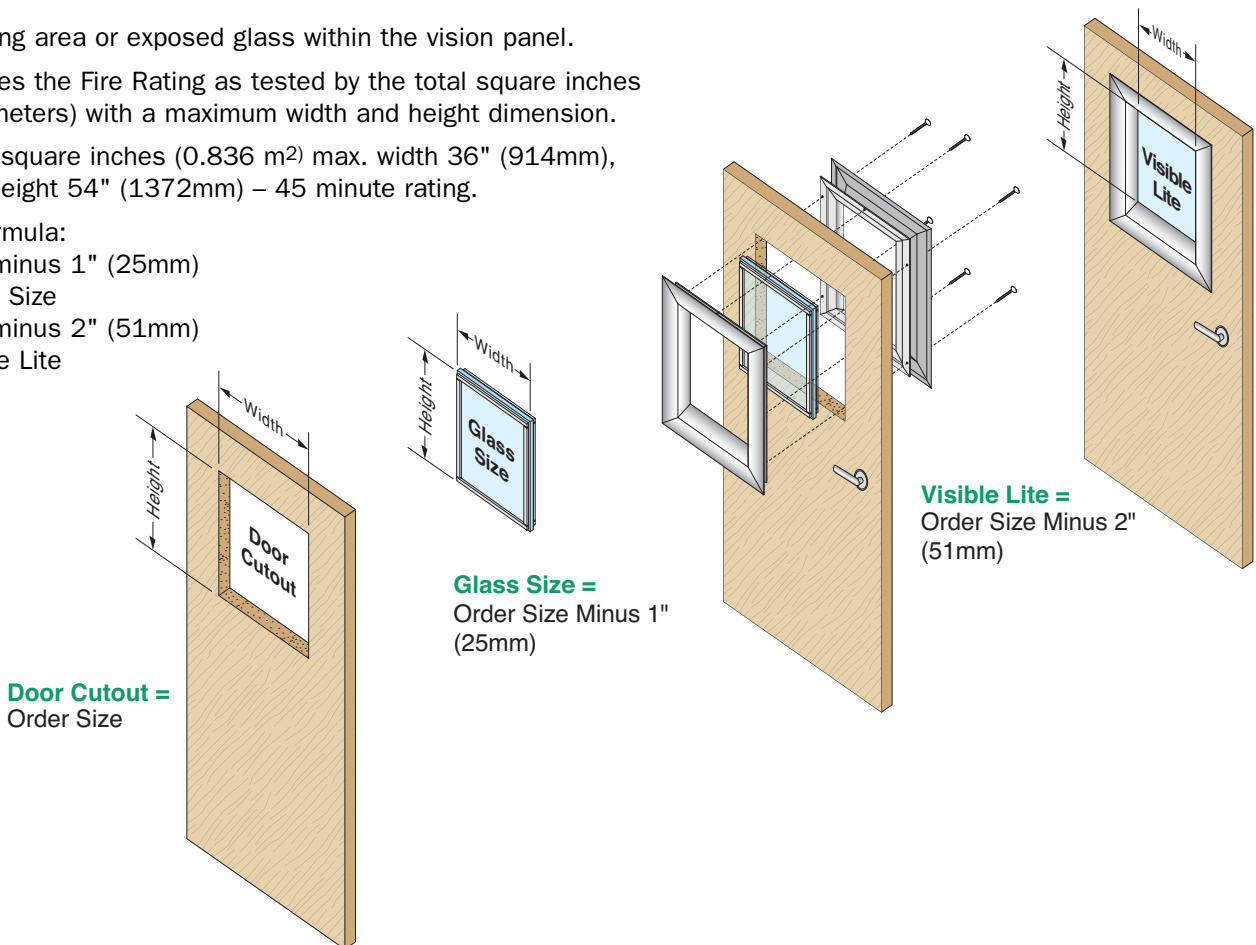 ng area or exposed glass within the vision panel.
es the Fire Rating as tested by the total square inches
meters) with a maximum width and height dimension.
square inches (0.836 m2) max. width 36" (914mm),
eight 54" (1372mm) – 45 minute rating.
rmula:
minus 1" (25mm)
Size
minus 2" (51mm)
e Lite
Width
Height
Door
Cutout
Door Cutout =
Order Size
Width
Height
Glass
Size
Glass Size =
Order Size Minus 1"
(25mm)
Width
Height
Visible
Lite
Visible Lite =
Order Size Minus 2"
(51mm)